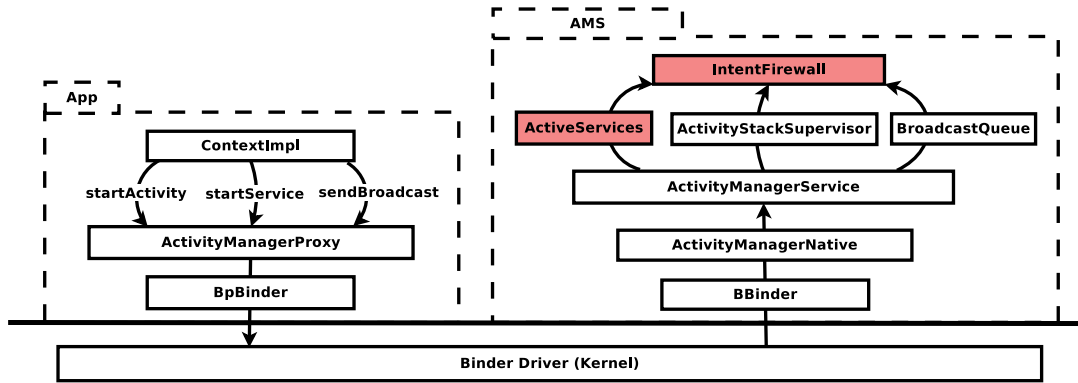 AMS
IntentFirewall
App
ActiveServices
ActivityStackSupervisor
BroadcastQueue
ContextImpl
startActivity
startService
sendBroadcast
ActivityManagerService
ActivityManagerProxy
ActivityManagerNative
BpBinder
BBinder
Binder Driver (Kernel)